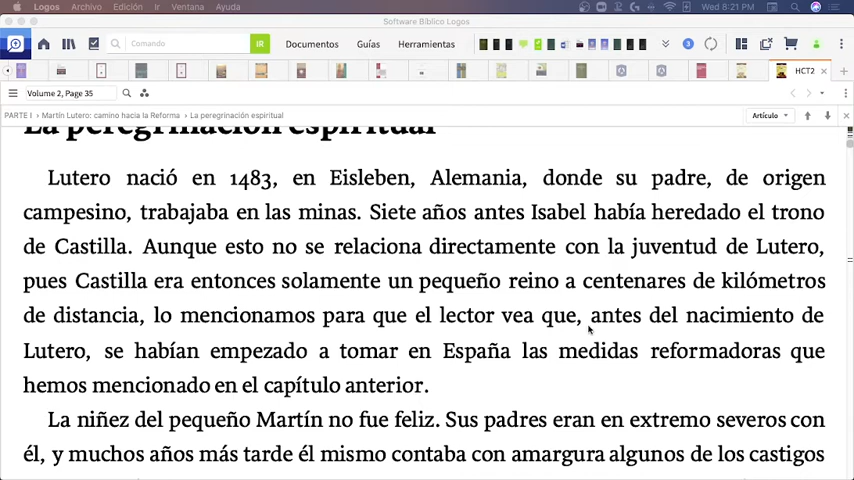 Logos Edición Ver Ir Ventana Ayuda Wed 8:21 PM
Software Bíblico Logos
Comando IR Documentos Guías Herramientas 3
HCT2
Volume 2, Page 35
PARTE I › Martín Lutero: camino hacia la Reforma › La peregrinación espiritual Artículo
La peregrinación espiritual
Lutero nació en 1483, en Eisleben, Alemania, donde su padre, de origen
campesino, trabajaba en las minas. Siete años antes Isabel había heredado el trono
de Castilla. Aunque esto no se relaciona directamente con la juventud de Lutero,
pues Castilla era entonces solamente un pequeño reino a centenares de kilómetros
de distancia, lo mencionamos para que el lector vea que, antes del nacimiento de
Lutero, se habían empezado a tomar en España las medidas reformadoras que
hemos mencionado en el capítulo anterior.
La niñez del pequeño Martín no fue feliz. Sus padres eran en extremo severos con
él, y muchos años más tarde él mismo contaba con amargura algunos de los castigos